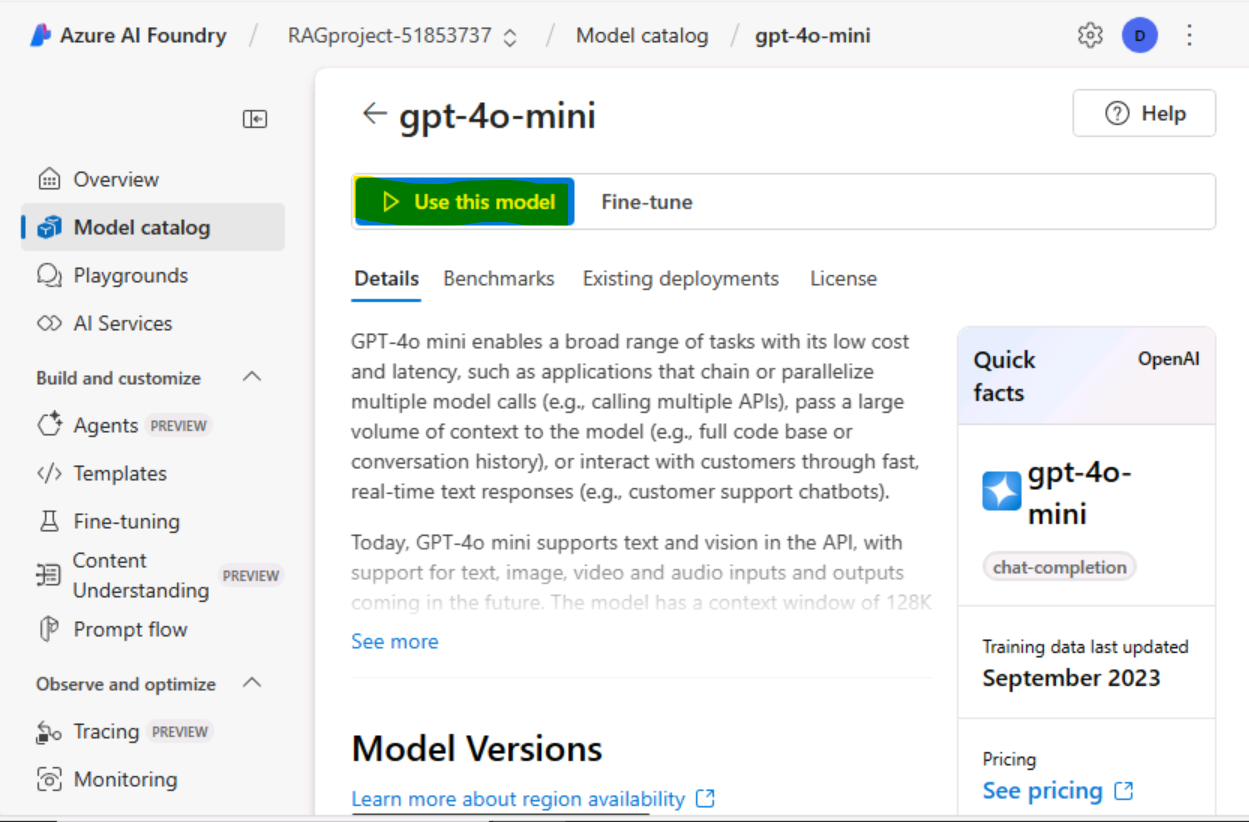 Azure AI Foundry / RAGproject-51853737 / Model catalog / gpt-4o-mini
D
Overview
Model catalog
Playgrounds
AI Services
Build and customize
Agents PREVIEW
Templates
Fine-tuning
Content
Understanding PREVIEW
Prompt flow
Observe and optimize
Tracing PREVIEW
Monitoring
gpt-4o-mini
Help
Use this model Fine-tune
Details Benchmarks Existing deployments License
GPT-4o mini enables a broad range of tasks with its low cost
and latency, such as applications that chain or parallelize
multiple model calls (e.g., calling multiple APIs), pass a large
volume of context to the model (e.g., full code base or
conversation history), or interact with customers through fast,
real-time text responses (e.g., customer support chatbots).
Today, GPT-4o mini supports text and vision in the API, with
support for text, image, video and audio inputs and outputs
coming in the future. The model has a context window of 128K
See more
Model Versions
Learn more about region availability
Quick
facts
OpenAI
gpt-4o-
mini
chat-completion
Training data last updated
September 2023
Pricing
See pricing